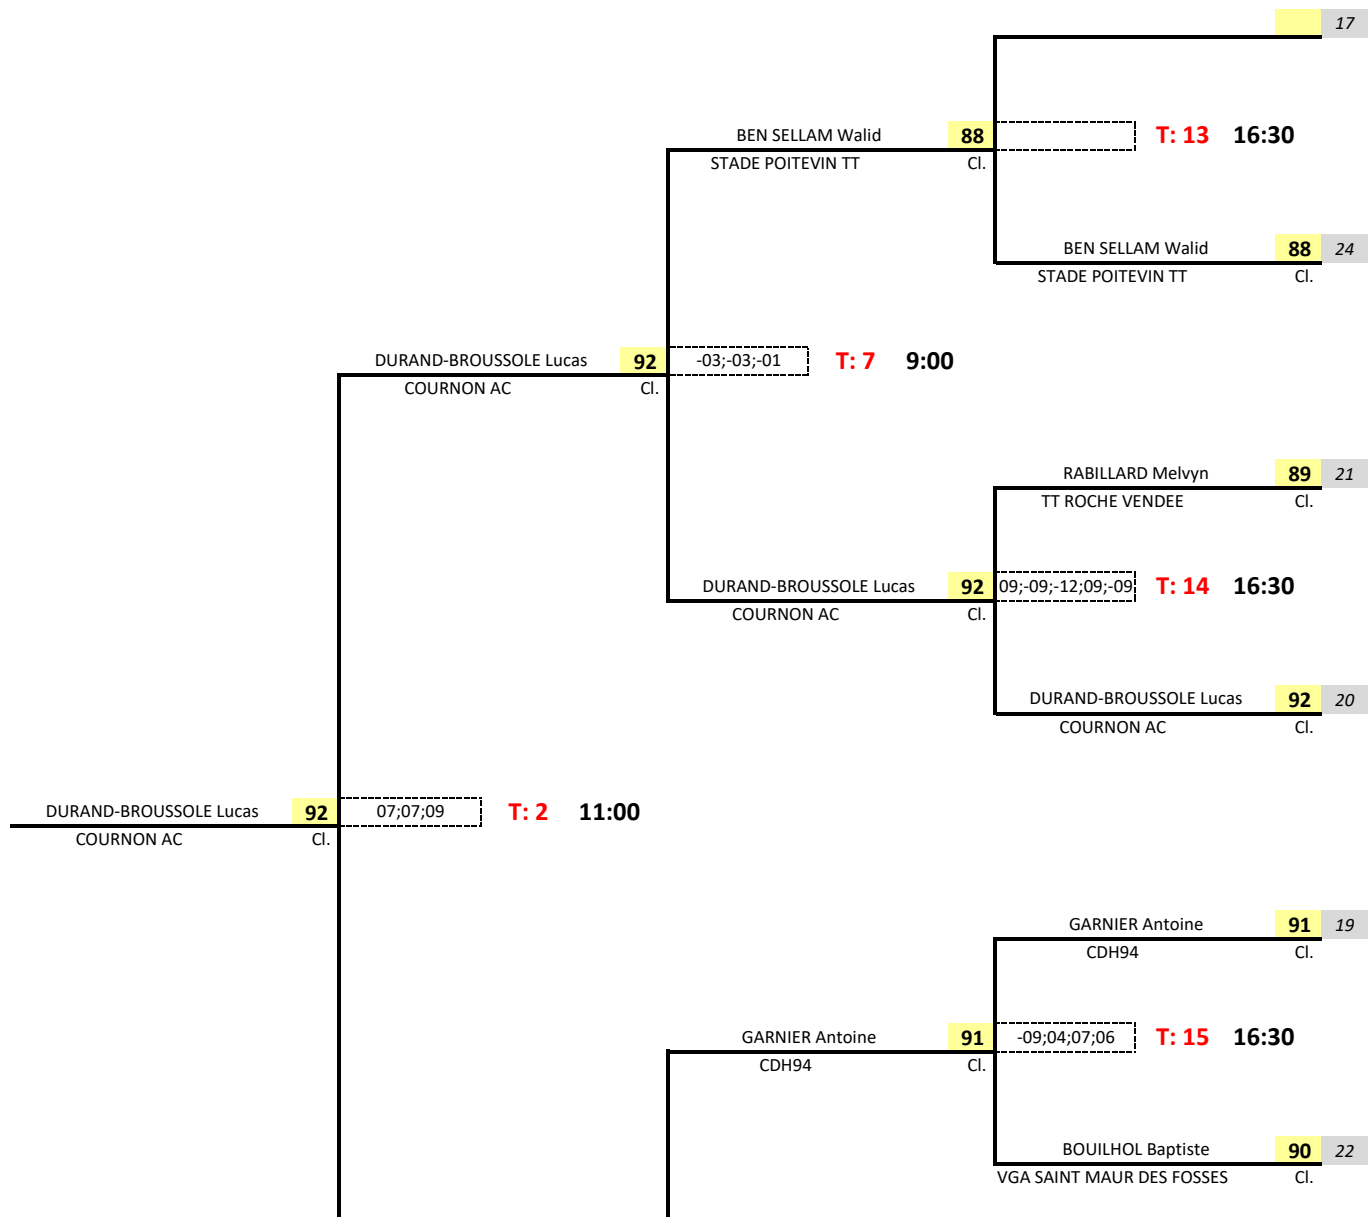 17
BEN SELLAM Walid 88 T: 13 16:30
STADE POITEVIN TT Cl.
BEN SELLAM Walid 88 24
STADE POITEVIN TT Cl.
DURAND-BROUSSOLE Lucas 92 -03;-03;-01 T: 7 9:00
COURNON AC Cl.
RABILLARD Melvyn 89 21
TT ROCHE VENDEE Cl.
DURAND-BROUSSOLE Lucas 92 09;-09;-12;09;-09 T: 14 16:30
COURNON AC Cl.
DURAND-BROUSSOLE Lucas 92 20
COURNON AC Cl.
DURAND-BROUSSOLE Lucas 92 07;07;09 T: 2 11:00
COURNON AC Cl.
GARNIER Antoine 91 19
CDH94 Cl.
GARNIER Antoine 91 -09;04;07;06 T: 15 16:30
CDH94 Cl.
BOUILHOL Baptiste 90 22
VGA SAINT MAUR DES FOSSES Cl.